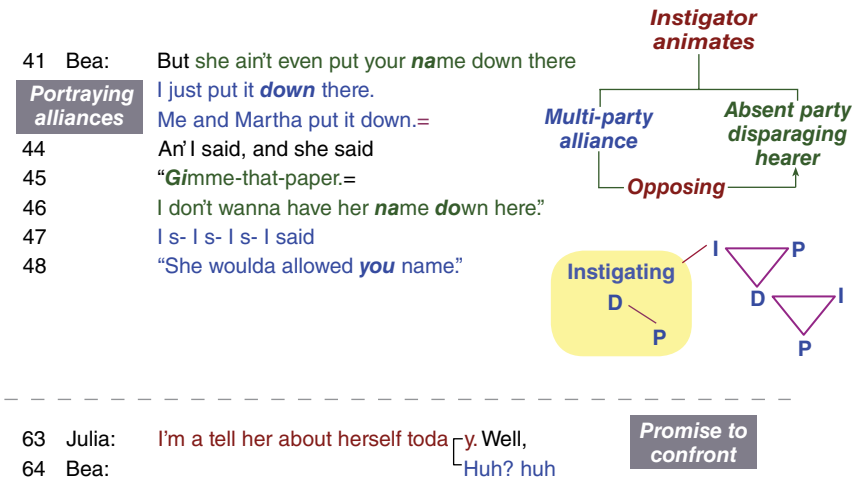 Instigator
animates
41 Bea: But she ain't even put your name down there
Portraying
alliances
I just put it down there.
Me and Martha put it down.=
Multi-party
alliance
Absent party
disparaging
hearer
Opposing
44 An' I said, and she said
45 “Gimme-that-paper.=
46 I don't wanna have her name down here.”
47 I s- I s- I s- I said
48 “She woulda allowed you name.”
Instigating
D
P
I P
D I
P
63 Julia: I'm a tell her about herself today. Well,
64 Bea: Huh? huh
Promise to
confront